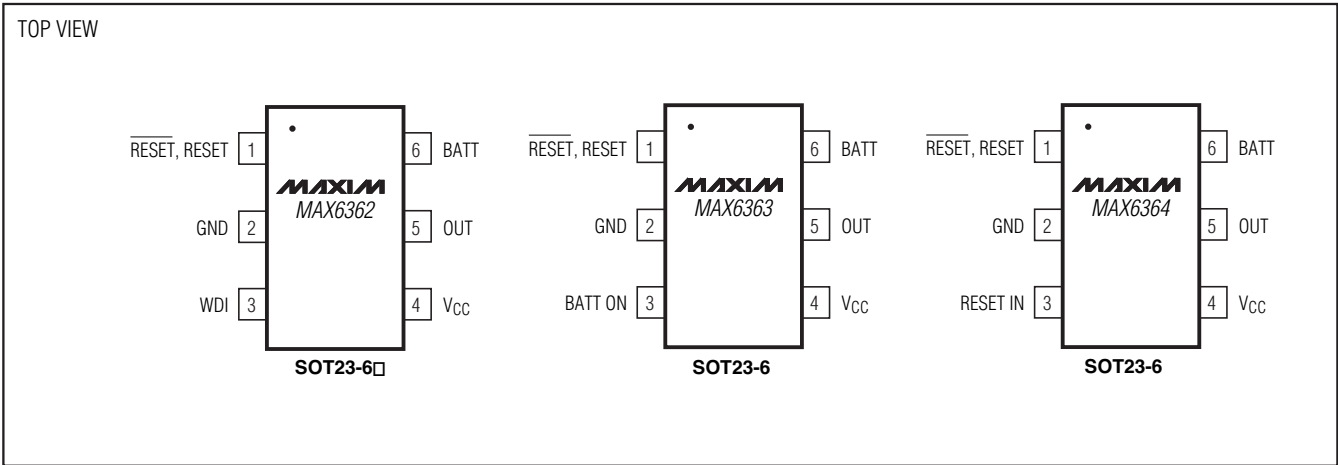 TOP VIEW
RESET, RESET 1
6 BATT
MAXIM
MAX6362
GND 2
5 OUT
WDI 3
4 VCC
SOT23-6□
RESET, RESET 1
6 BATT
MAXIM
MAX6363
GND 2
5 OUT
BATT ON 3
4 VCC
SOT23-6
RESET, RESET 1
6 BATT
MAXIM
MAX6364
GND 2
5 OUT
RESET IN 3
4 VCC
SOT23-6